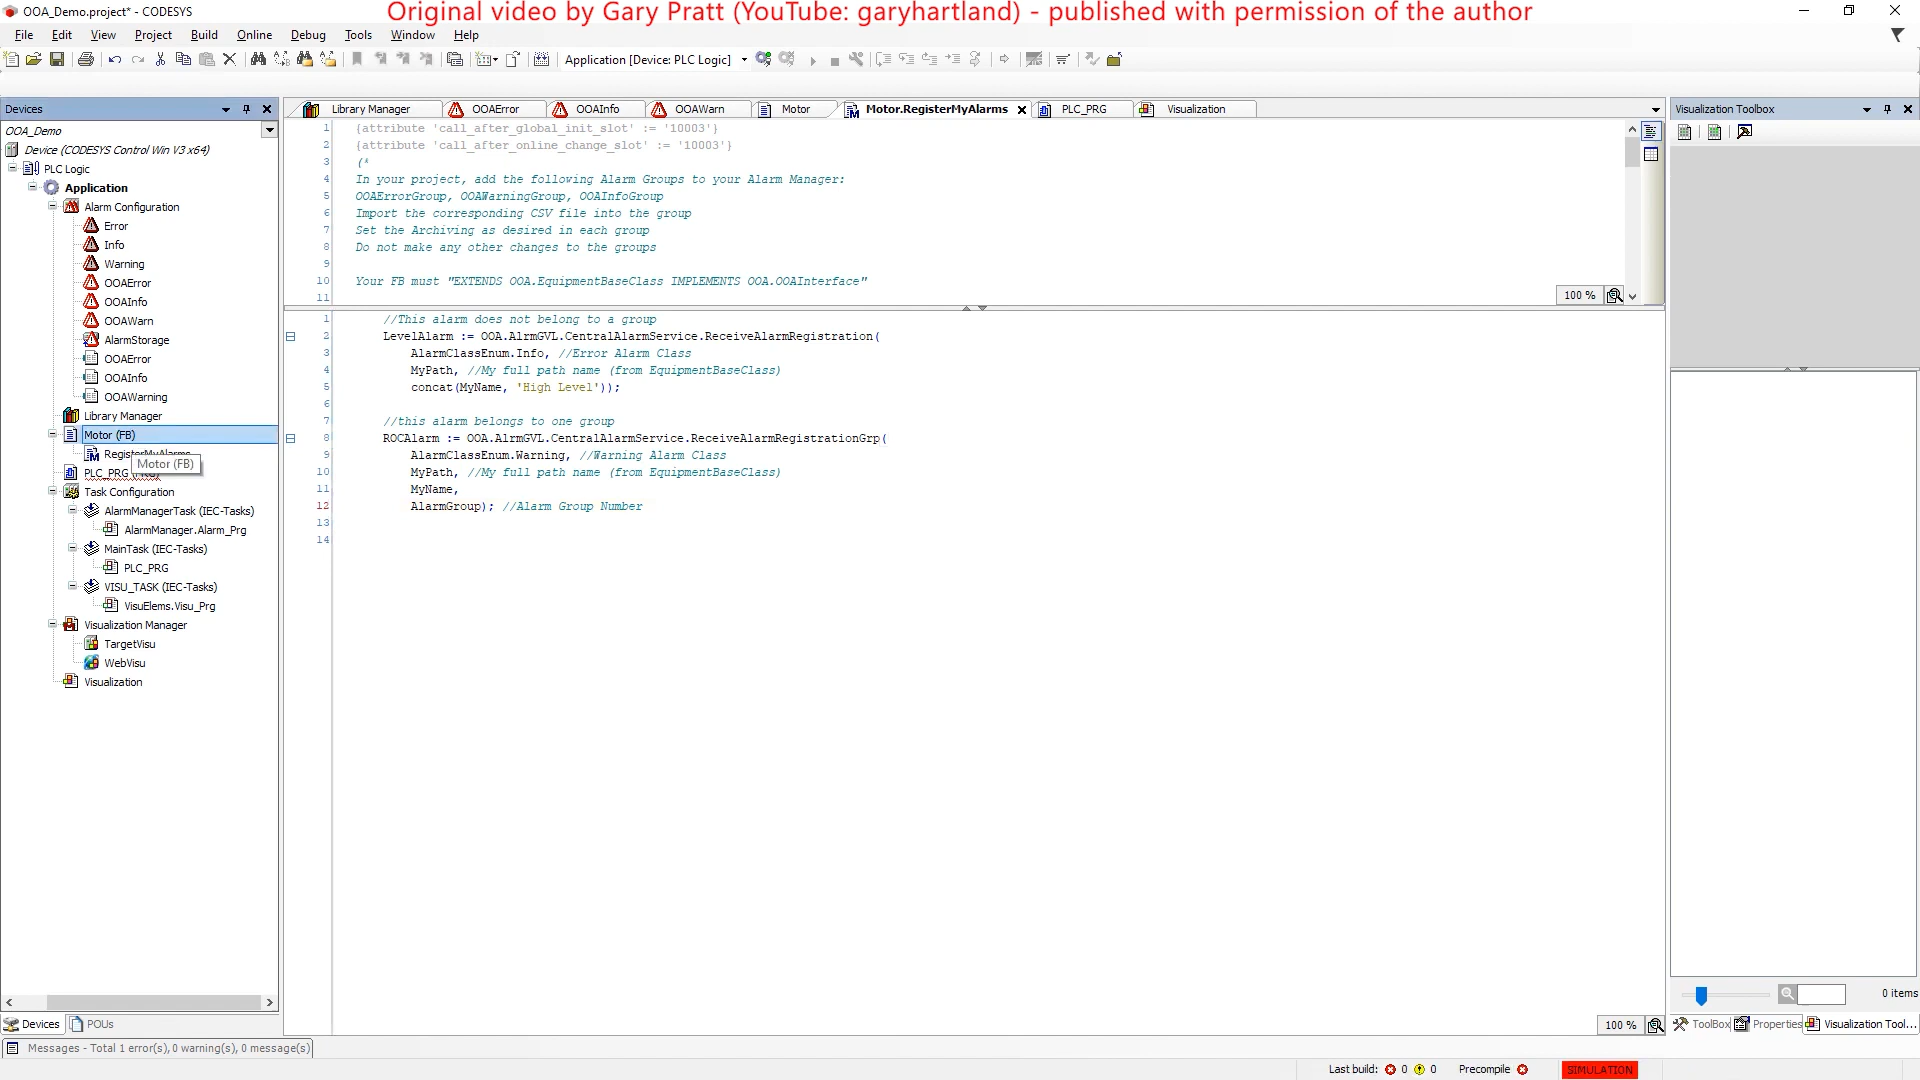 OOA_Demo.project* - CODESYS
Original video by Gary Pratt (YouTube: garyhartland) - published with permission of the author
File Edit View Project Build Online Debug Tools Window Help
Application [Device: PLC Logic]
Devices
OOA_Demo
Device (CODESYS Control Win V3 x64)
PLC Logic
Application
Alarm Configuration
Error
Info
Warning
OOAError
OOAInfo
OOAWarn
AlarmStorage
OOAError
OOAInfo
OOAWarning
Library Manager
Motor (FB)
RegisterMyAlarms
Motor (FB)
PLC_PRG (PRG)
Task Configuration
AlarmManagerTask (IEC-Tasks)
AlarmManager.Alarm_Prg
MainTask (IEC-Tasks)
PLC_PRG
VISU_TASK (IEC-Tasks)
VisuElems.Visu_Prg
Visualization Manager
TargetVisu
WebVisu
Visualization
Devices POUs
Library Manager OOAError OOAInfo OOAWarn Motor Motor.RegisterMyAlarms PLC_PRG Visualization
1 {attribute 'call_after_global_init_slot' := '10003'}
2 {attribute 'call_after_online_change_slot' := '10003'}
3 (*
4 In your project, add the following Alarm Groups to your Alarm Manager:
5 OOAErrorGroup, OOAWarningGroup, OOAInfoGroup
6 Import the corresponding CSV file into the group
7 Set the Archiving as desired in each group
8 Do not make any other changes to the groups
9
10 Your FB must "EXTENDS OOA.EquipmentBaseClass IMPLEMENTS OOA.OOAInterface"
11
100 %
1 //This alarm does not belong to a group
2 LevelAlarm := OOA.AlrmGVL.CentralAlarmService.ReceiveAlarmRegistration(
3 AlarmClassEnum.Info, //Error Alarm Class
4 MyPath, //My full path name (from EquipmentBaseClass)
5 concat(MyName, 'High Level'));
6
7 //this alarm belongs to one group
8 ROCAlarm := OOA.AlrmGVL.CentralAlarmService.ReceiveAlarmRegistrationGrp(
9 AlarmClassEnum.Warning, //Warning Alarm Class
10 MyPath, //My full path name (from EquipmentBaseClass)
11 MyName,
12 AlarmGroup); //Alarm Group Number
13
14
100 %
Visualization Toolbox
0 items
ToolBox Properties Visualization Tool...
Messages - Total 1 error(s), 0 warning(s), 0 message(s)
Last build: 0 0 Precompile SIMULATION